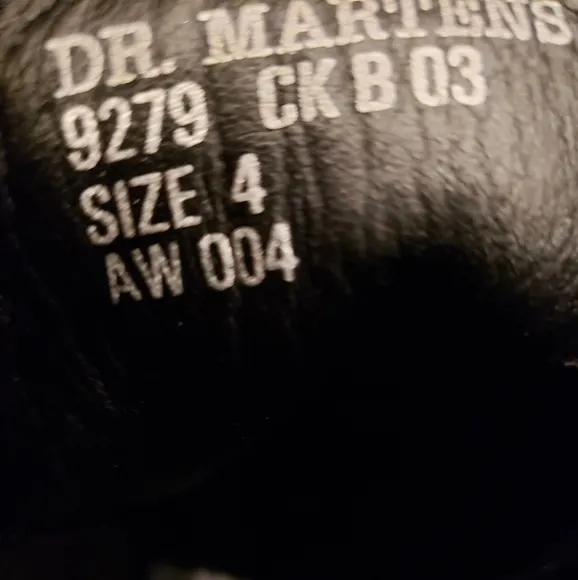 DR. MARTENS
9279 CK B 03
SIZE 4
AW 004